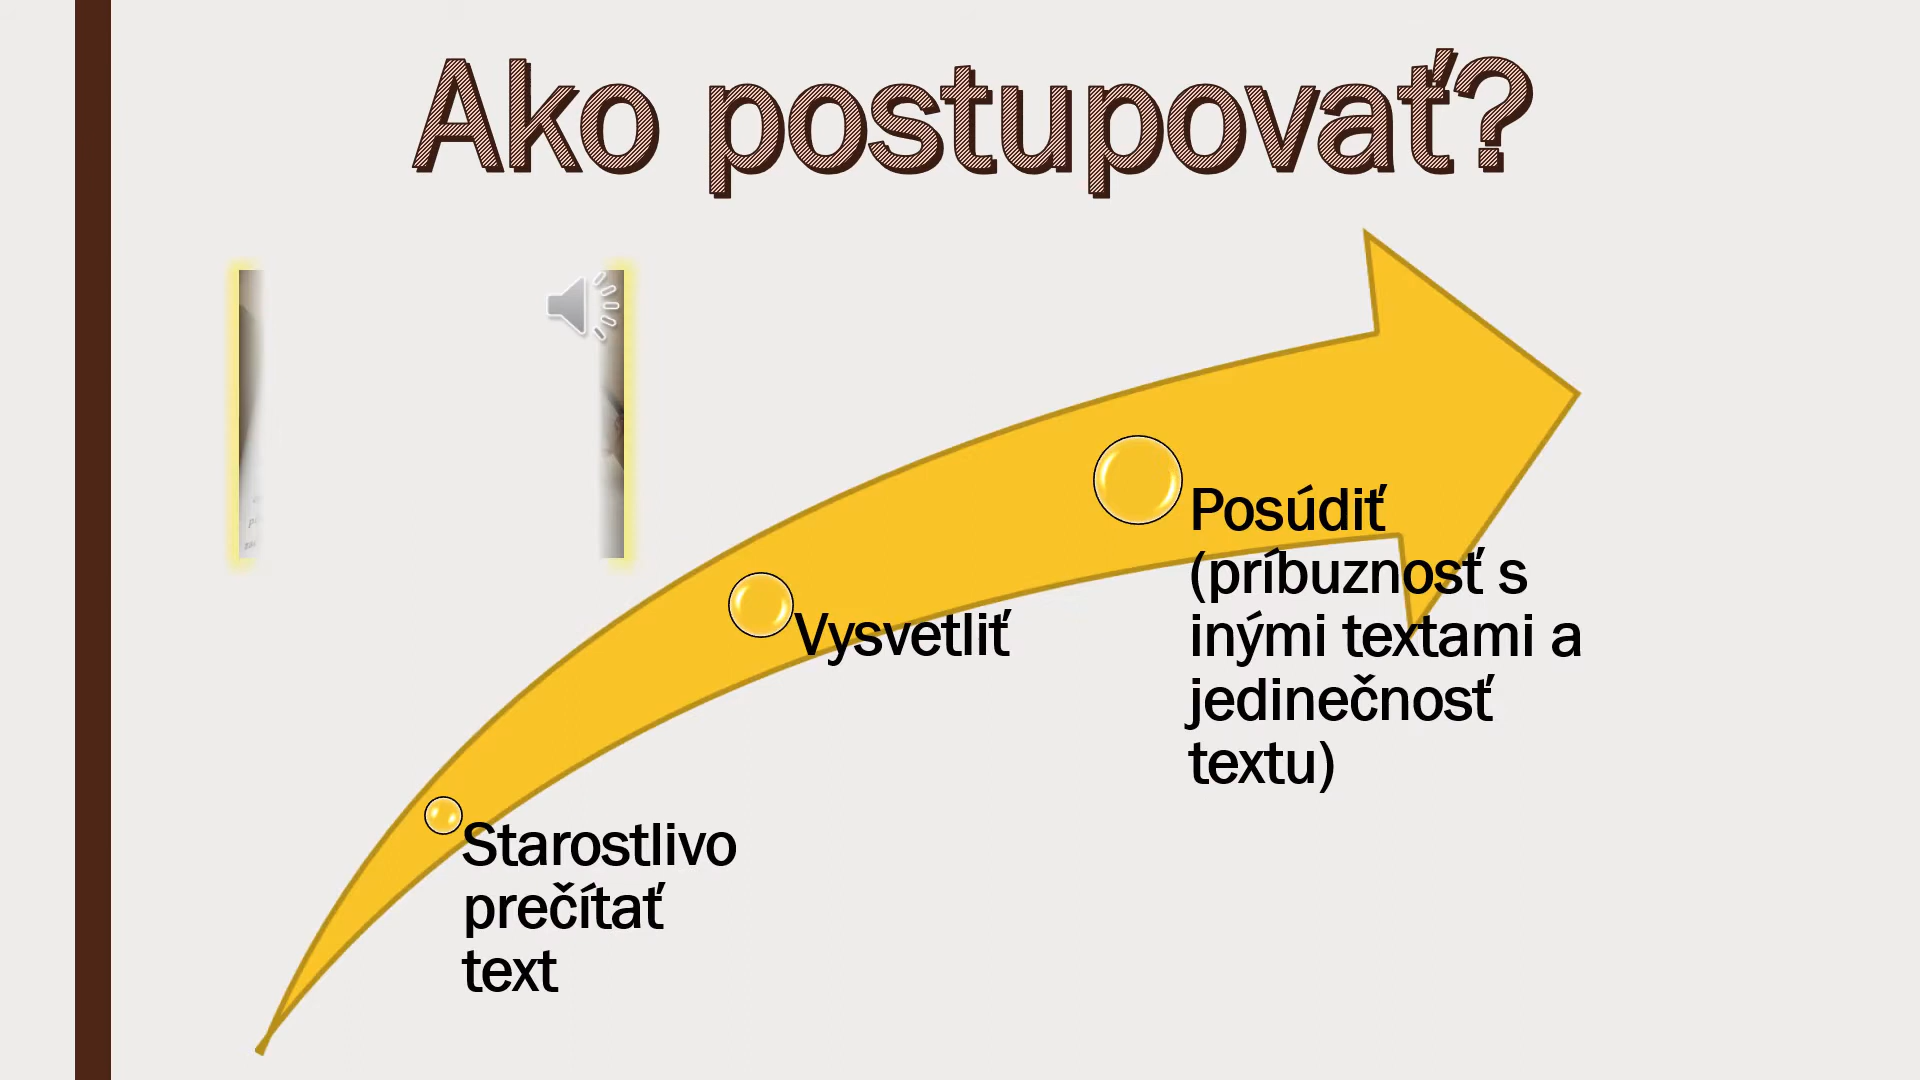 Ako postupovať?
Starostlivo
prečítať
text
Vysvetliť
Posúdiť
(príbuznosť s
inými textami a
jedinečnosť
textu)